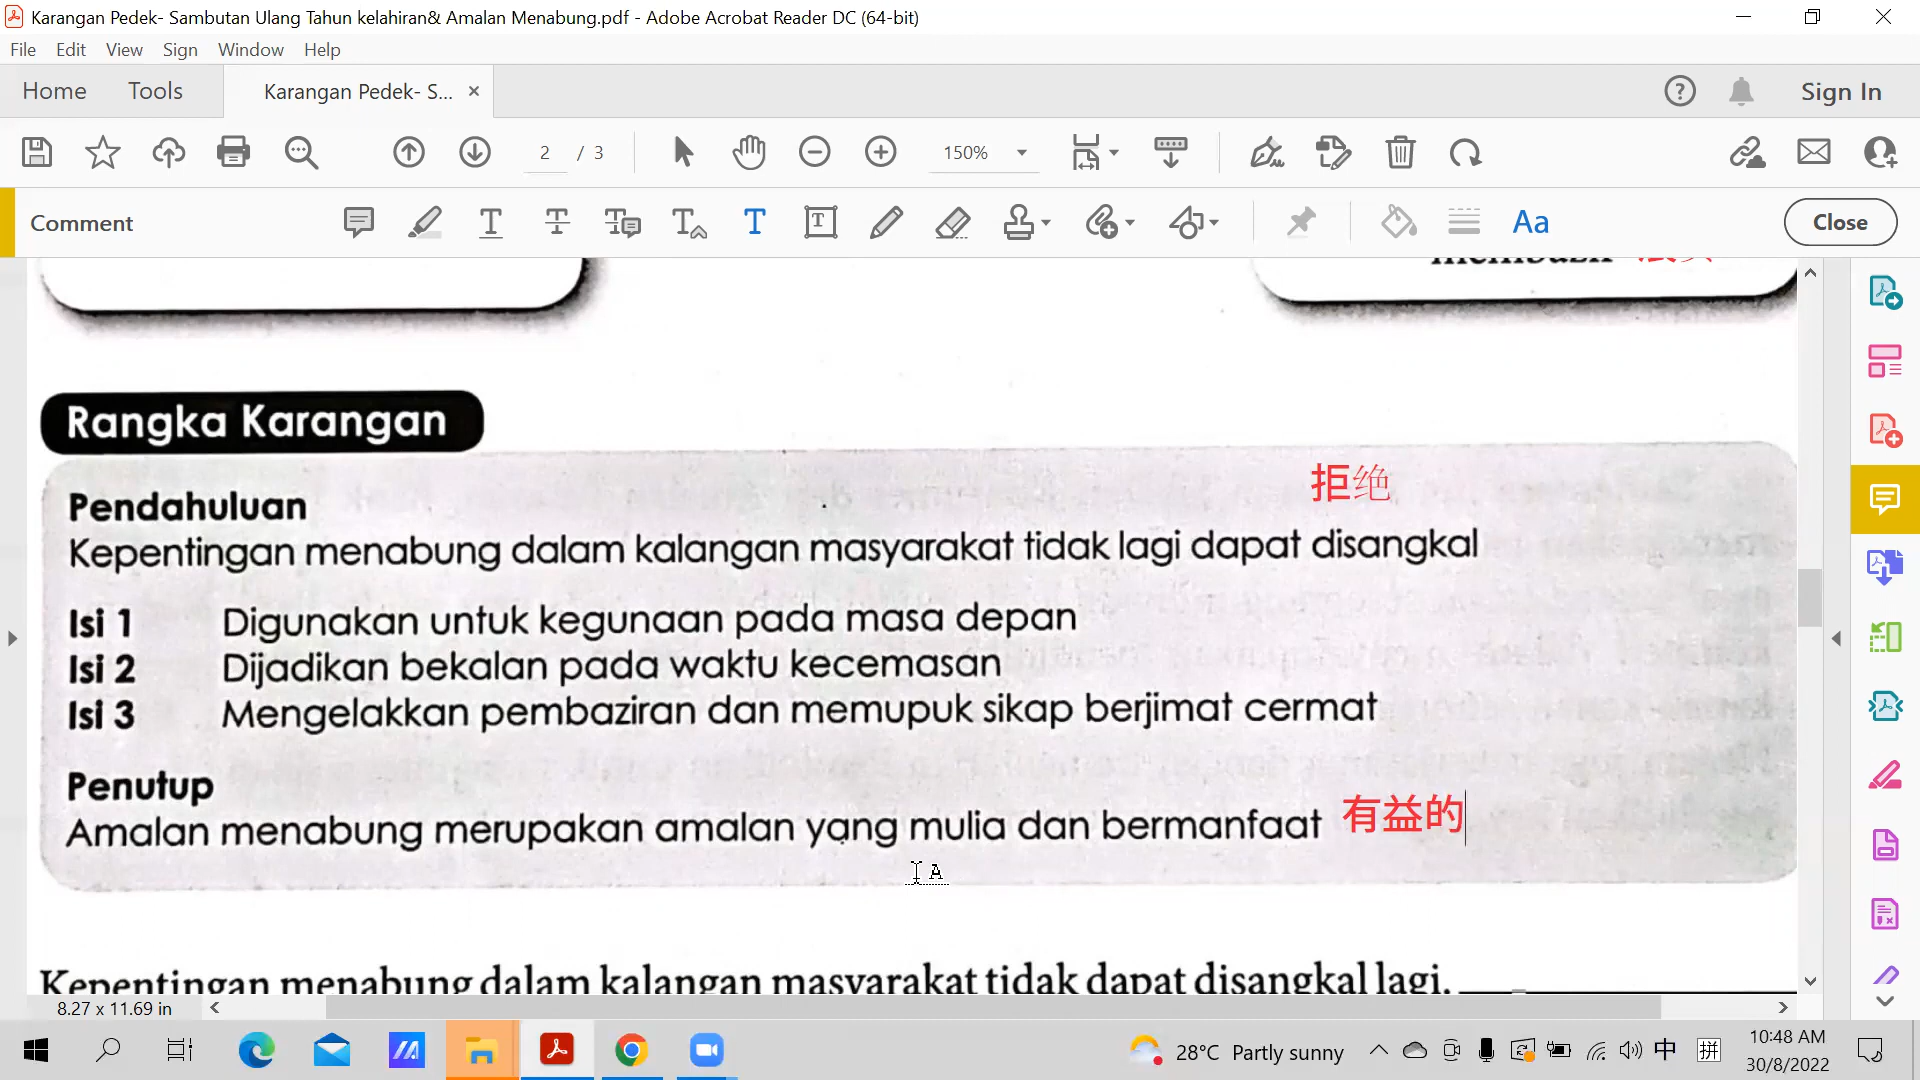 Karangan Pedek- Sambutan Ulang Tahun kelahiran& Amalan Menabung.pdf - Adobe Acrobat Reader DC (64-bit)
File Edit View Sign Window Help
Home Tools Karangan Pedek- S... × Sign In
2 / 3 150%
Comment Aa Close
Rangka Karangan
拒绝
Pendahuluan
Kepentingan menabung dalam kalangan masyarakat tidak lagi dapat disangkal
Isi 1 Digunakan untuk kegunaan pada masa depan
Isi 2 Dijadikan bekalan pada waktu kecemasan
Isi 3 Mengelakkan pembaziran dan memupuk sikap berjimat cermat
Penutup
Amalan menabung merupakan amalan yang mulia dan bermanfaat 有益的
Kepentingan menabung dalam kalangan masyarakat tidak dapat disangkal lagi.
8.27 x 11.69 in
28°C Partly sunny 中 拼 10:48 AM
30/8/2022